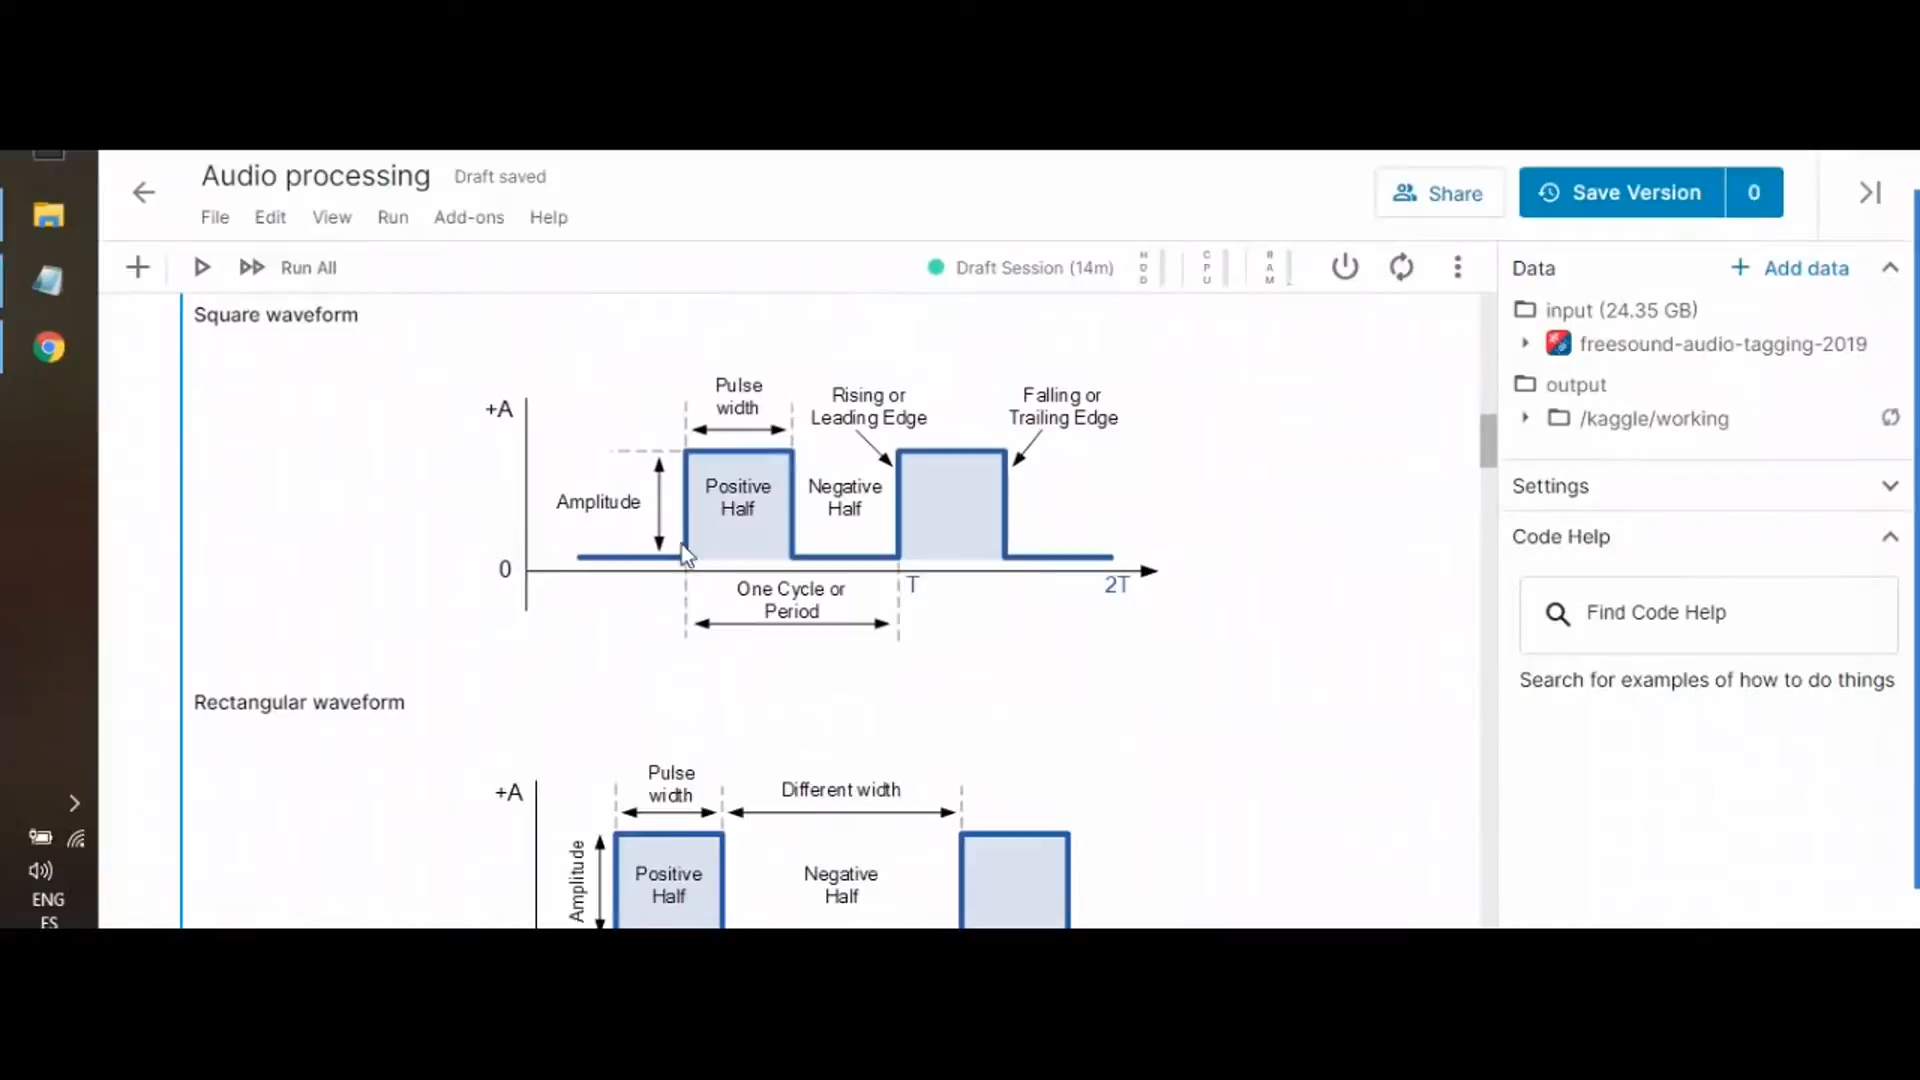 Audio processing
Draft saved
File Edit View Run Add-ons Help
Share
Save Version
0
Run All
Draft Session (14m)
HDD
CPU
RAM
Square waveform
+A
Pulse
width
Rising or
Leading Edge
Falling or
Trailing Edge
Amplitude
Positive
Half
Negative
Half
0
One Cycle or
Period
T
2T
Rectangular waveform
+A
Pulse
width
Different width
Amplitude
Positive
Half
Negative
Half
Data
Add data
input (24.35 GB)
freesound-audio-tagging-2019
output
/kaggle/working
Settings
Code Help
Find Code Help
Search for examples of how to do things
ENG
ES